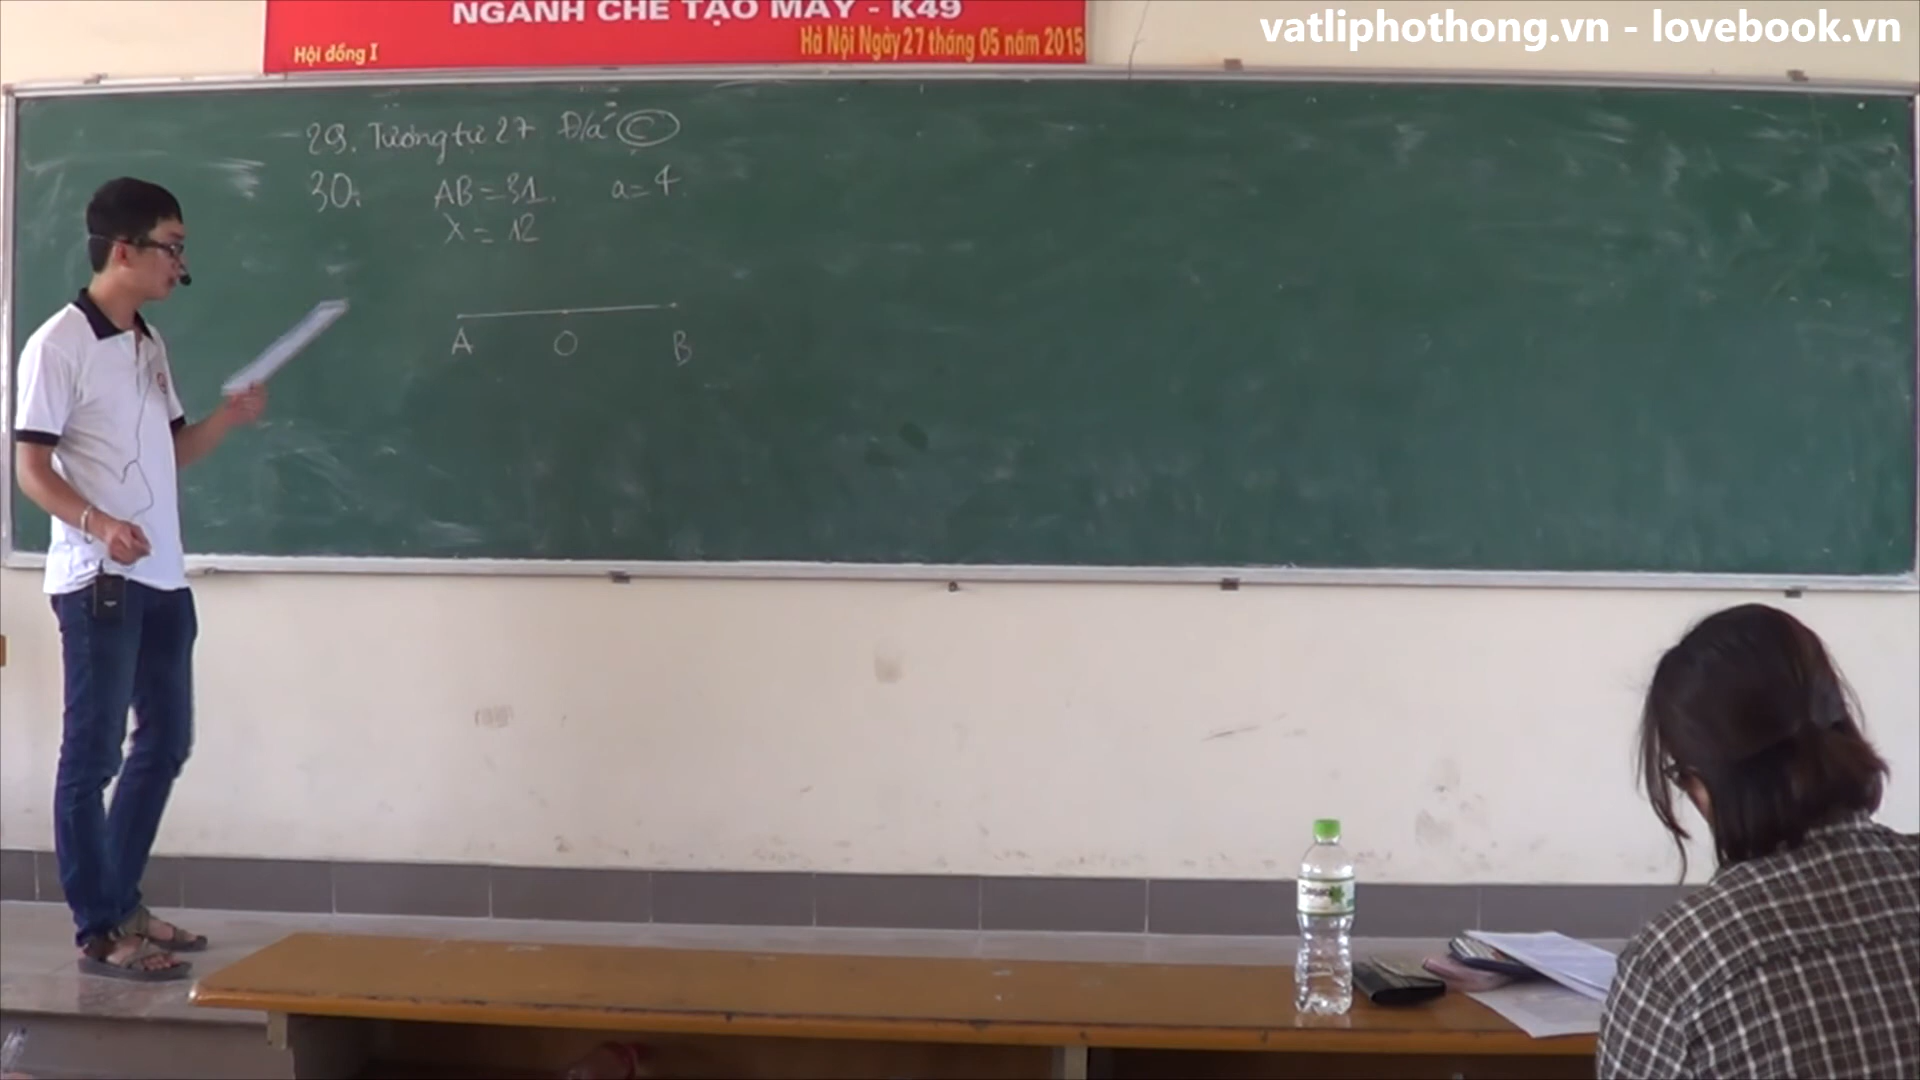 NGÀNH CHẾ TẠO MÁY - K49
Hội đồng I
Hà Nội Ngày 27 tháng 05 năm 2015
vatliphothong.vn - lovebook.vn
29. Tương tự 27 Đ/á C
30. AB = 31. a = 4.
λ = 12
A O B